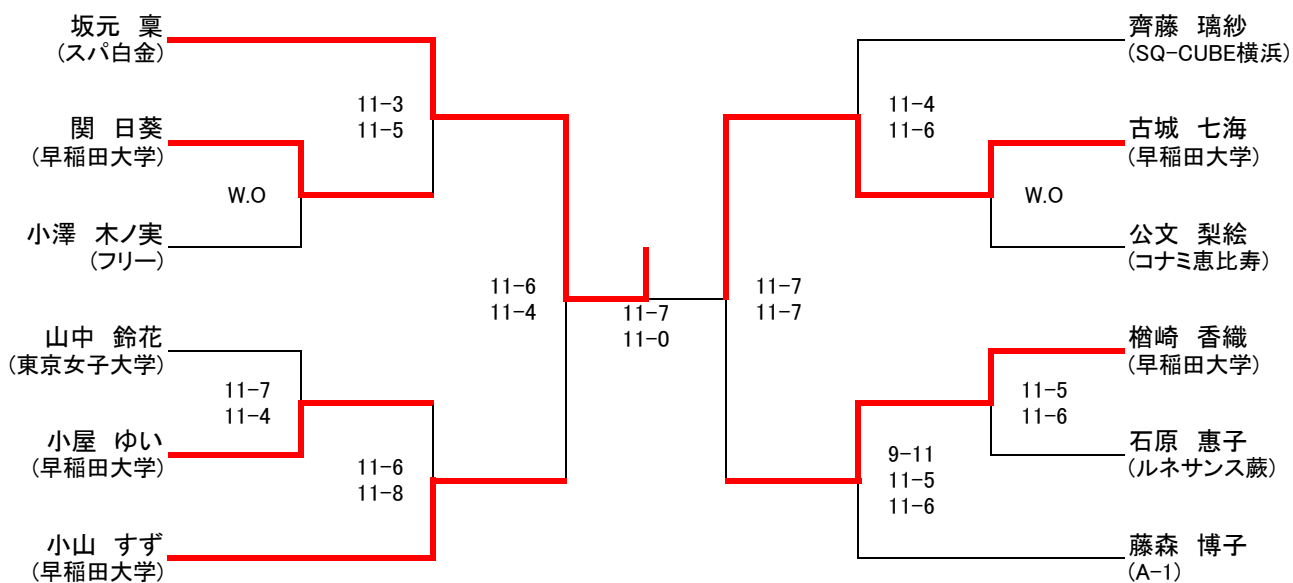 坂元　稟
(スパ白金)
11-3
11-5
関　日葵
(早稲田大学)
W.O
小澤　木ノ実
(フリー)
11-6
11-4
山中　鈴花
(東京女子大学)
11-7
11-4
小屋　ゆい
(早稲田大学)
11-6
11-8
小山　すず
(早稲田大学)
11-7
11-0
齊藤　璃紗
(SQ-CUBE横浜)
11-4
11-6
古城　七海
(早稲田大学)
W.O
公文　梨絵
(コナミ恵比寿)
11-7
11-7
楢崎　香織
(早稲田大学)
11-5
11-6
石原　惠子
(ルネサンス蕨)
9-11
11-5
11-6
藤森　博子
(A-1)